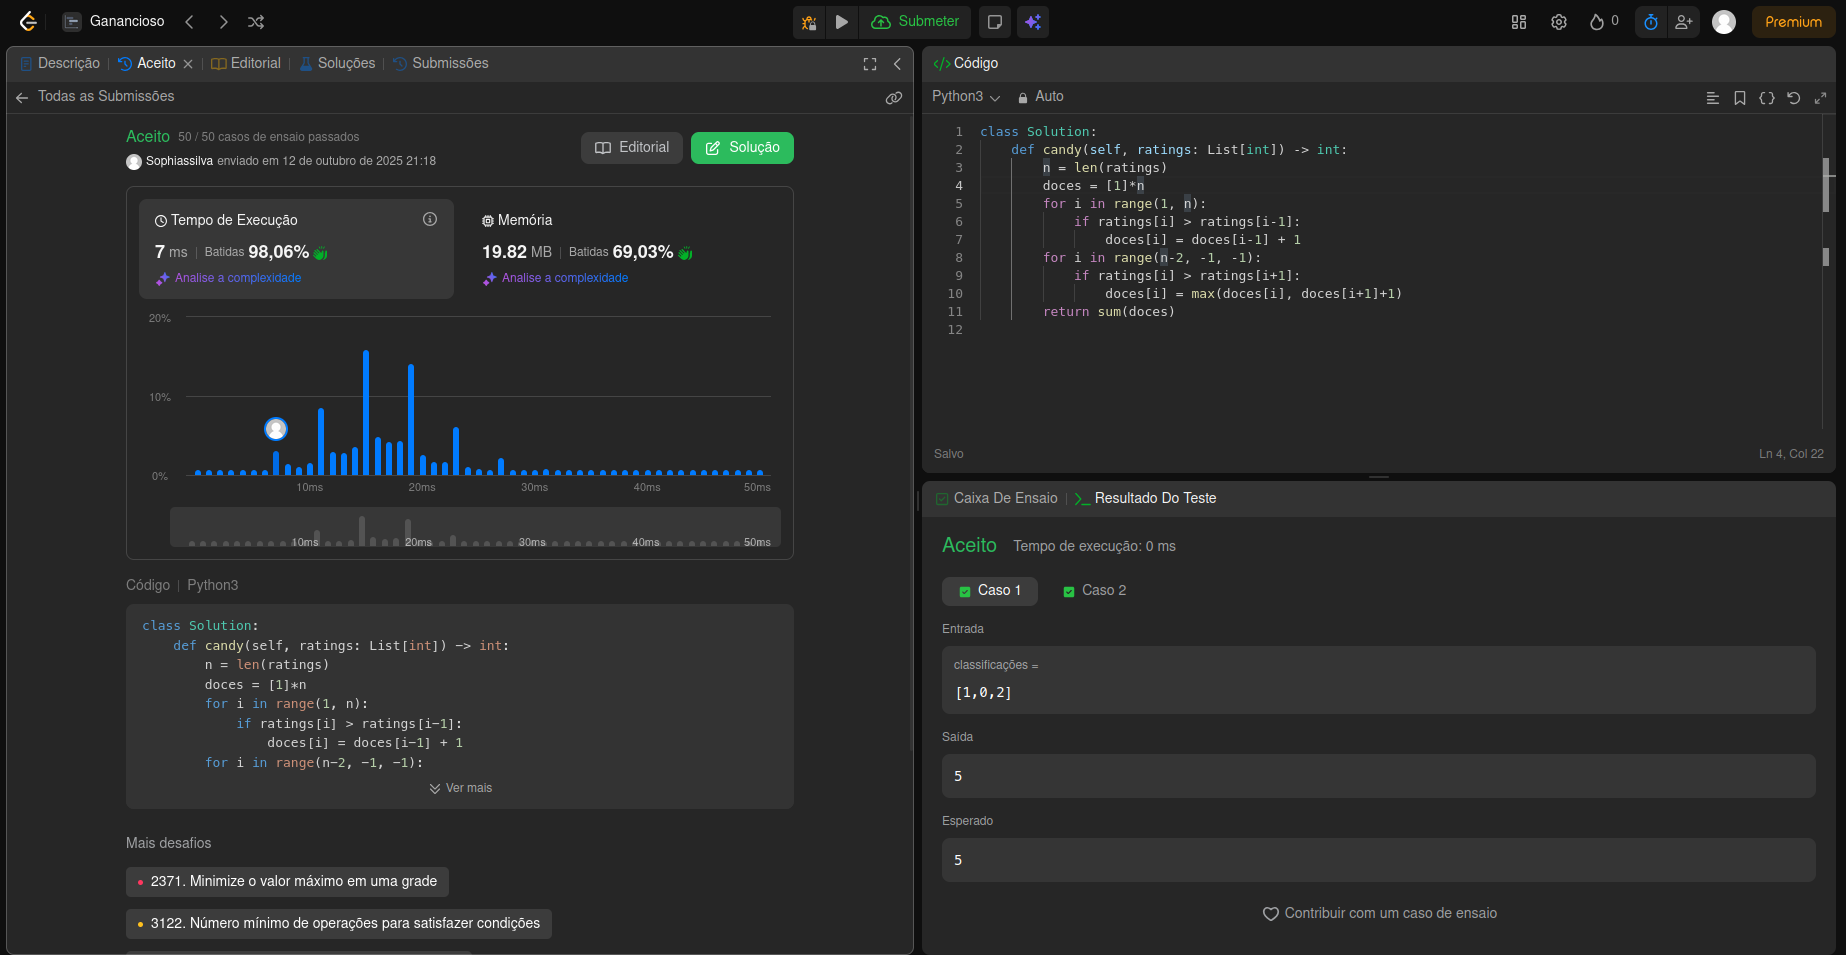 Ganancioso
Submeter
0
Premium
Descrição
Aceito
Editorial
Soluções
Submissões
Todas as Submissões
Aceito 50 / 50 casos de ensaio passados
Sophiassilva enviado em 12 de outubro de 2025 21:18
Editorial
Solução
Tempo de Execução
7 ms | Batidas 98,06%
Analise a complexidade
Memória
19.82 MB | Batidas 69,03%
Analise a complexidade
20%
10%
0%
10ms 20ms 30ms 40ms 50ms
10ms 20ms 30ms 40ms 50ms
Código | Python3
class Solution:
    def candy(self, ratings: List[int]) -> int:
        n = len(ratings)
        doces = [1]*n
        for i in range(1, n):
            if ratings[i] > ratings[i-1]:
                doces[i] = doces[i-1] + 1
        for i in range(n-2, -1, -1):
Ver mais
Mais desafios
2371. Minimize o valor máximo em uma grade
3122. Número mínimo de operações para satisfazer condições
</> Código
Python3
Auto
1 class Solution:
2     def candy(self, ratings: List[int]) -> int:
3         n = len(ratings)
4         doces = [1]*n
5         for i in range(1, n):
6             if ratings[i] > ratings[i-1]:
7                 doces[i] = doces[i-1] + 1
8         for i in range(n-2, -1, -1):
9             if ratings[i] > ratings[i+1]:
10                 doces[i] = max(doces[i], doces[i+1]+1)
11         return sum(doces)
12
Salvo
Ln 4, Col 22
Caixa De Ensaio
Resultado Do Teste
Aceito Tempo de execução: 0 ms
Caso 1
Caso 2
Entrada
classificações =
[1,0,2]
Saída
5
Esperado
5
Contribuir com um caso de ensaio